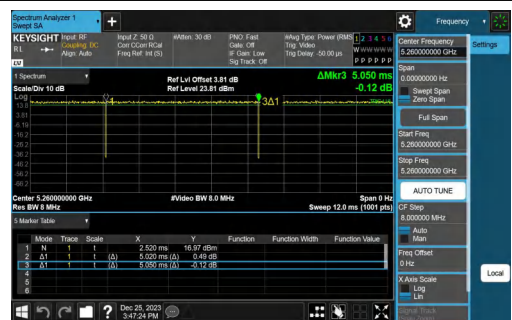 Spectrum Analyzer 1
Swept SA
Frequency
KEYSIGHT
Input: RF
Input Z: 50 Ω
#Atten: 30 dB
PNO: Fast
#Avg Type: Power (RMS
1 2 3 4 5 6
RL
Coupling: DC
Corr CCorr RCal
Gate: Off
Trig: Video
Align: Auto
Freq Ref: Int (S)
IF Gain: Low
Trig Delay: -50.00 µs
Sig Track: Off
P P P P P P
LXI
1 Spectrum
Ref Lvl Offset 3.81 dB
ΔMkr3 5.050 ms
Scale/Div 10 dB
Ref Level 23.81 dBm
-0.12 dB
Log
13.8
3.81
-6.19
-16.2
-26.2
-36.2
-46.2
-56.2
-66.2
1
3Δ1
Center 5.260000000 GHz
#Video BW 8.0 MHz
Span 0 Hz
Res BW 8 MHz
Sweep 12.0 ms (1001 pts)
5 Marker Table
Mode Trace Scale X Y Function Function Width Function Value
1 N 1 t 2.520 ms 16.97 dBm
2 Δ1 1 t (Δ) 5.020 ms (Δ) 0.49 dB
3 Δ1 1 t (Δ) 5.050 ms (Δ) -0.12 dB
4
5
6
Dec 25, 2023
3:47:24 PM
Center Frequency
5.260000000 GHz
Settings
Span
0.00000000 Hz
Swept Span
Zero Span
Full Span
Start Freq
5.260000000 GHz
Stop Freq
5.260000000 GHz
AUTO TUNE
CF Step
8.000000 MHz
Auto
Man
Freq Offset
0 Hz
X Axis Scale
Log
Lin
Signal Track
Local